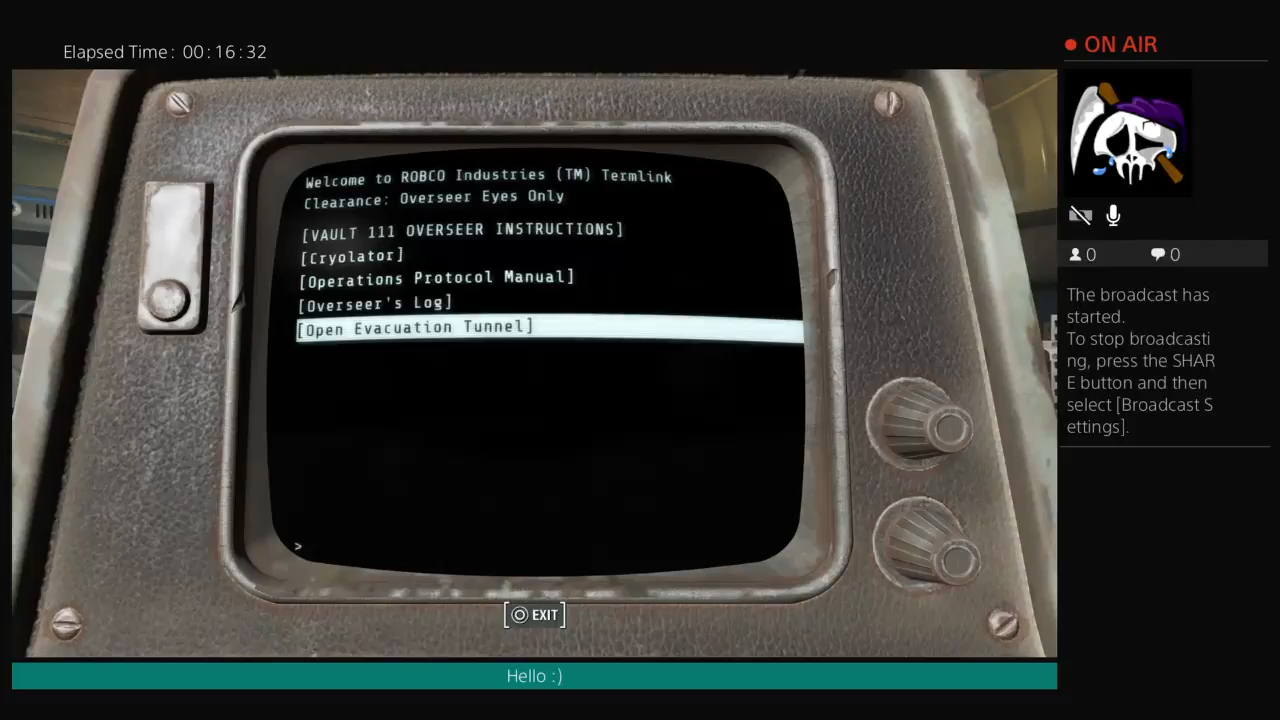 Elapsed Time: 00:16:32
ON AIR
Welcome to ROBCO Industries (TM) Termlink
Clearance: Overseer Eyes Only
[VAULT 111 OVERSEER INSTRUCTIONS]
[Cryolator]
[Operations Protocol Manual]
[Overseer's Log]
[Open Evacuation Tunnel]
>
[EXIT]
0 0
The broadcast has
started.
To stop broadcasti
ng, press the SHAR
E button and then
select [Broadcast S
ettings].
Hello :)